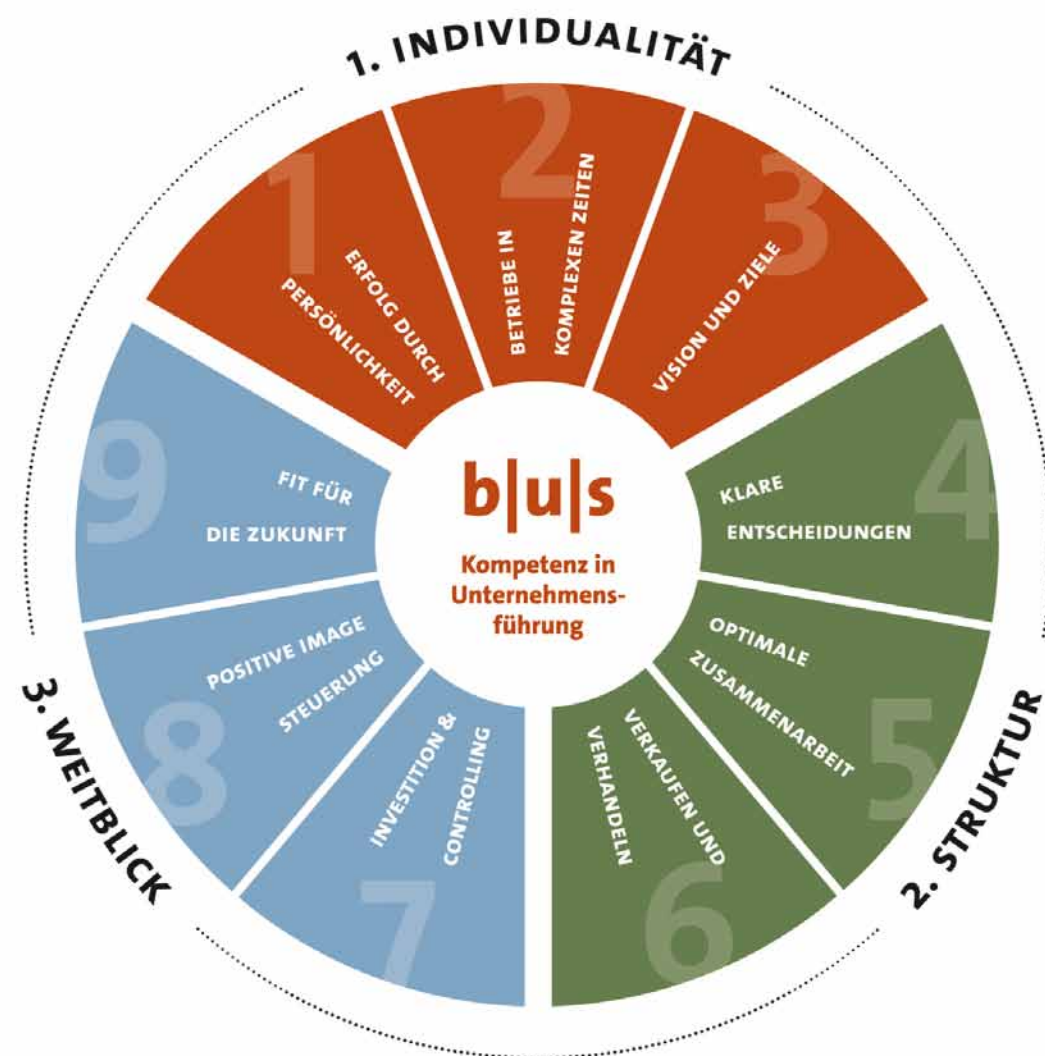 1. INDIVIDUALITÄT
1
ERFOLG DURCH
PERSÖNLICHKEIT
2
BETRIEBE IN
KOMPLEXEN ZEITEN
3
VISION UND ZIELE
4
KLARE
ENTSCHEIDUNGEN
5
OPTIMALE
ZUSAMMENARBEIT
2. STRUKTUR
6
VERKAUFEN UND
VERHANDELN
7
INVESTITION &
CONTROLLING
8
POSITIVE IMAGE
STEUERUNG
3. WEITBLICK
9
FIT FÜR
DIE ZUKUNFT
b|u|s
Kompetenz in
Unternehmens-
führung